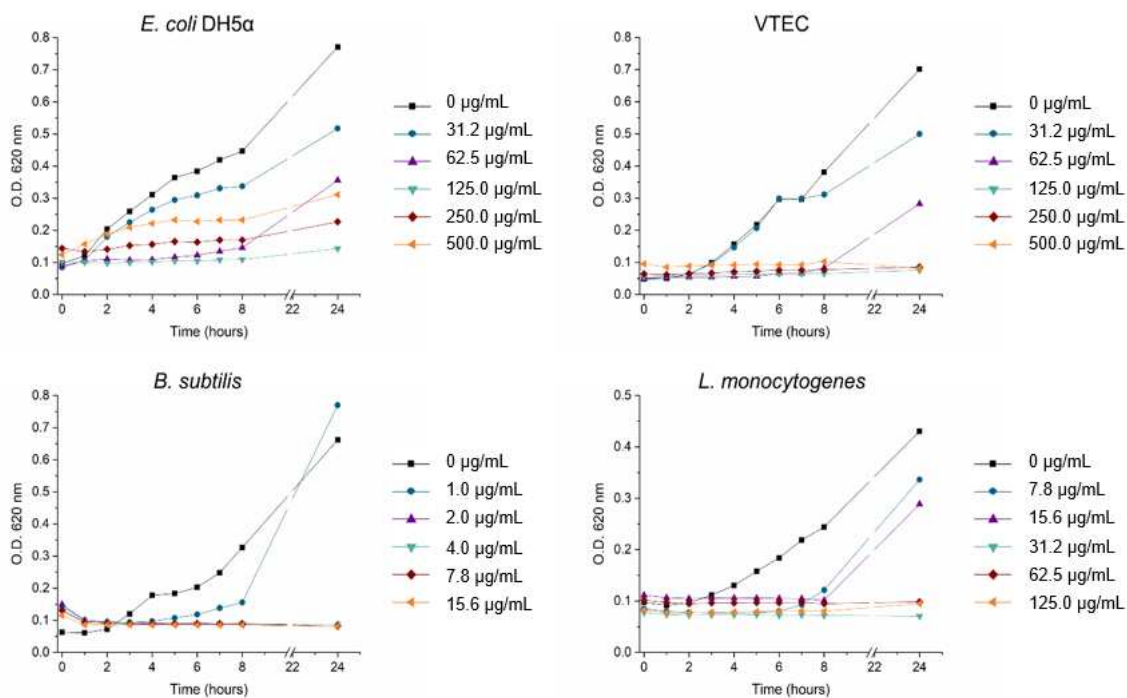 E. coli DH5α
0.8
0.7
0.6
0.5
0.4
0.3
0.2
0.1
0.0
O.D. 620 nm
0 2 4 6 8 22 24
Time (hours)
0 µg/mL
31.2 µg/mL
62.5 µg/mL
125.0 µg/mL
250.0 µg/mL
500.0 µg/mL
VTEC
0.8
0.7
0.6
0.5
0.4
0.3
0.2
0.1
0.0
O.D. 620 nm
0 2 4 6 8 22 24
Time (hours)
0 µg/mL
31.2 µg/mL
62.5 µg/mL
125.0 µg/mL
250.0 µg/mL
500.0 µg/mL
B. subtilis
0.8
0.7
0.6
0.5
0.4
0.3
0.2
0.1
0.0
O.D. 620 nm
0 2 4 6 8 22 24
Time (hours)
0 µg/mL
1.0 µg/mL
2.0 µg/mL
4.0 µg/mL
7.8 µg/mL
15.6 µg/mL
L. monocytogenes
0.5
0.4
0.3
0.2
0.1
0.0
O.D. 620 nm
0 2 4 6 8 22 24
Time (hours)
0 µg/mL
7.8 µg/mL
15.6 µg/mL
31.2 µg/mL
62.5 µg/mL
125.0 µg/mL